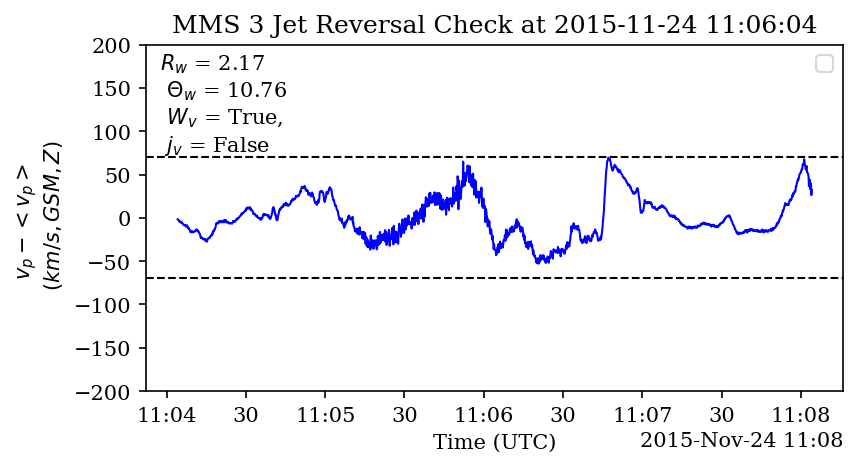 MMS 3 Jet Reversal Check at 2015-11-24 11:06:04
R_w = 2.17
Θ_w = 10.76
W_v = True,
j_v = False
v_p − < v_p >
(km/s, GSM, Z)
200
150
100
50
0
−50
−100
−150
−200
11:04 30 11:05 30 11:06 30 11:07 30 11:08
Time (UTC)
2015-Nov-24 11:08